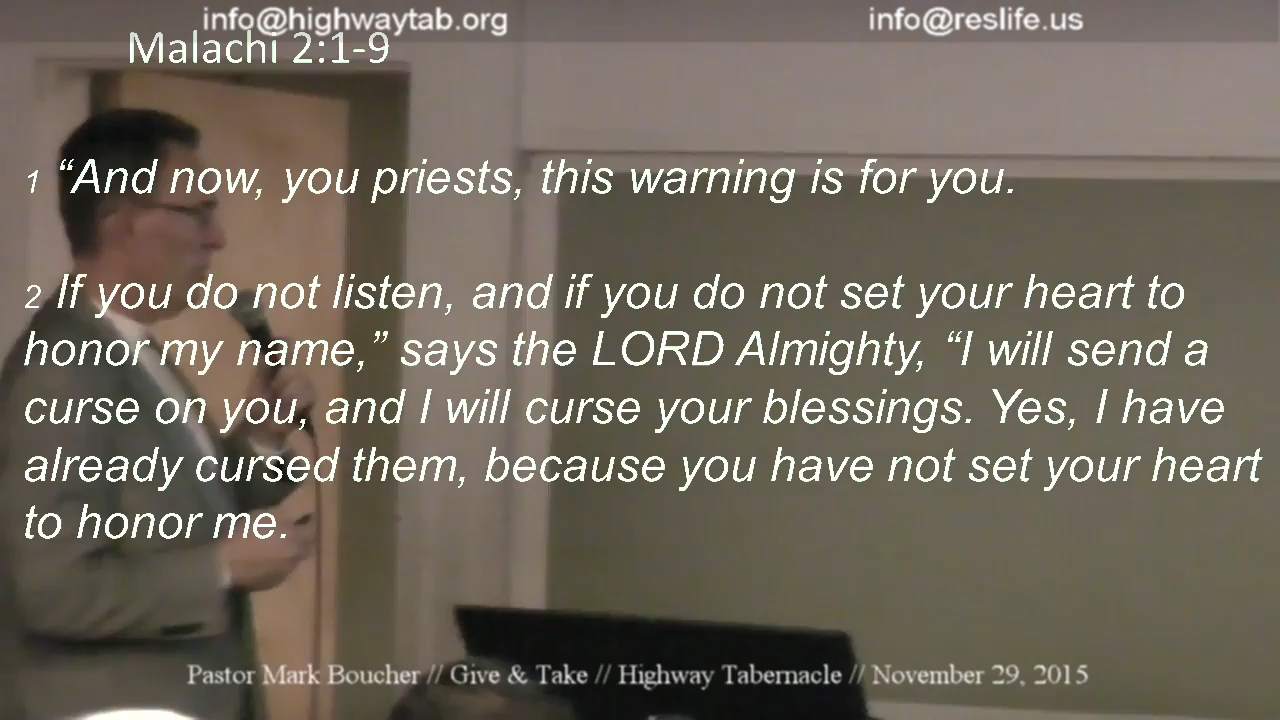 info@highwaytab.org
info@reslife.us
Malachi 2:1-9
1 “And now, you priests, this warning is for you.
2 If you do not listen, and if you do not set your heart to
honor my name,” says the LORD Almighty, “I will send a
curse on you, and I will curse your blessings. Yes, I have
already cursed them, because you have not set your heart
to honor me.
Pastor Mark Boucher // Give & Take // Highway Tabernacle // November 29, 2015